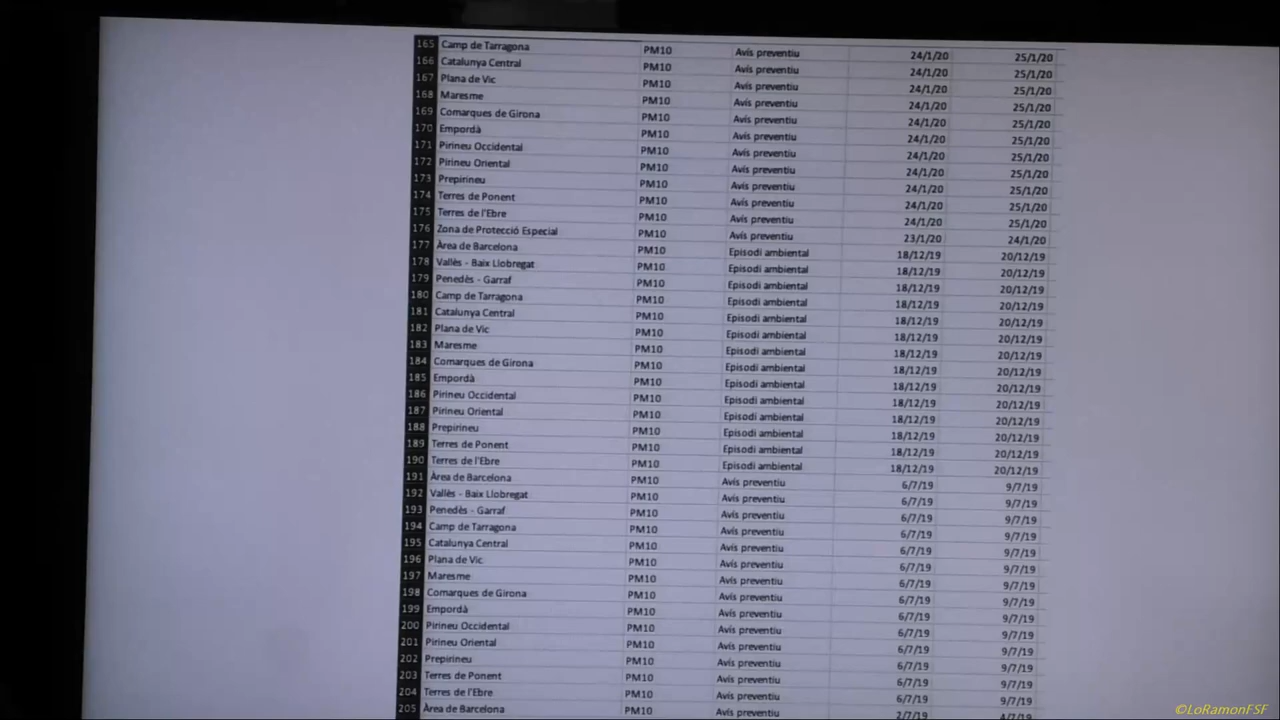 165 Camp de Tarragona PM10 Avís preventiu 24/1/20 25/1/20
166 Catalunya Central PM10 Avís preventiu 24/1/20 25/1/20
167 Plana de Vic PM10 Avís preventiu 24/1/20 25/1/20
168 Maresme PM10 Avís preventiu 24/1/20 25/1/20
169 Comarques de Girona PM10 Avís preventiu 24/1/20 25/1/20
170 Empordà PM10 Avís preventiu 24/1/20 25/1/20
171 Pirineu Occidental PM10 Avís preventiu 24/1/20 25/1/20
172 Pirineu Oriental PM10 Avís preventiu 24/1/20 25/1/20
173 Prepirineu PM10 Avís preventiu 24/1/20 25/1/20
174 Terres de Ponent PM10 Avís preventiu 24/1/20 25/1/20
175 Terres de l'Ebre PM10 Avís preventiu 24/1/20 25/1/20
176 Zona de Protecció Especial PM10 Avís preventiu 23/1/20 24/1/20
177 Àrea de Barcelona PM10 Episodi ambiental 18/12/19 20/12/19
178 Vallès - Baix Llobregat PM10 Episodi ambiental 18/12/19 20/12/19
179 Penedès - Garraf PM10 Episodi ambiental 18/12/19 20/12/19
180 Camp de Tarragona PM10 Episodi ambiental 18/12/19 20/12/19
181 Catalunya Central PM10 Episodi ambiental 18/12/19 20/12/19
182 Plana de Vic PM10 Episodi ambiental 18/12/19 20/12/19
183 Maresme PM10 Episodi ambiental 18/12/19 20/12/19
184 Comarques de Girona PM10 Episodi ambiental 18/12/19 20/12/19
185 Empordà PM10 Episodi ambiental 18/12/19 20/12/19
186 Pirineu Occidental PM10 Episodi ambiental 18/12/19 20/12/19
187 Pirineu Oriental PM10 Episodi ambiental 18/12/19 20/12/19
188 Prepirineu PM10 Episodi ambiental 18/12/19 20/12/19
189 Terres de Ponent PM10 Episodi ambiental 18/12/19 20/12/19
190 Terres de l'Ebre PM10 Episodi ambiental 18/12/19 20/12/19
191 Àrea de Barcelona PM10 Avís preventiu 6/7/19 9/7/19
192 Vallès - Baix Llobregat PM10 Avís preventiu 6/7/19 9/7/19
193 Penedès - Garraf PM10 Avís preventiu 6/7/19 9/7/19
194 Camp de Tarragona PM10 Avís preventiu 6/7/19 9/7/19
195 Catalunya Central PM10 Avís preventiu 6/7/19 9/7/19
196 Plana de Vic PM10 Avís preventiu 6/7/19 9/7/19
197 Maresme PM10 Avís preventiu 6/7/19 9/7/19
198 Comarques de Girona PM10 Avís preventiu 6/7/19 9/7/19
199 Empordà PM10 Avís preventiu 6/7/19 9/7/19
200 Pirineu Occidental PM10 Avís preventiu 6/7/19 9/7/19
201 Pirineu Oriental PM10 Avís preventiu 6/7/19 9/7/19
202 Prepirineu PM10 Avís preventiu 6/7/19 9/7/19
203 Terres de Ponent PM10 Avís preventiu 6/7/19 9/7/19
204 Terres de l'Ebre PM10 Avís preventiu 6/7/19 9/7/19
205 Àrea de Barcelona PM10 Avís preventiu 2/7/19
©LoRamonFSF